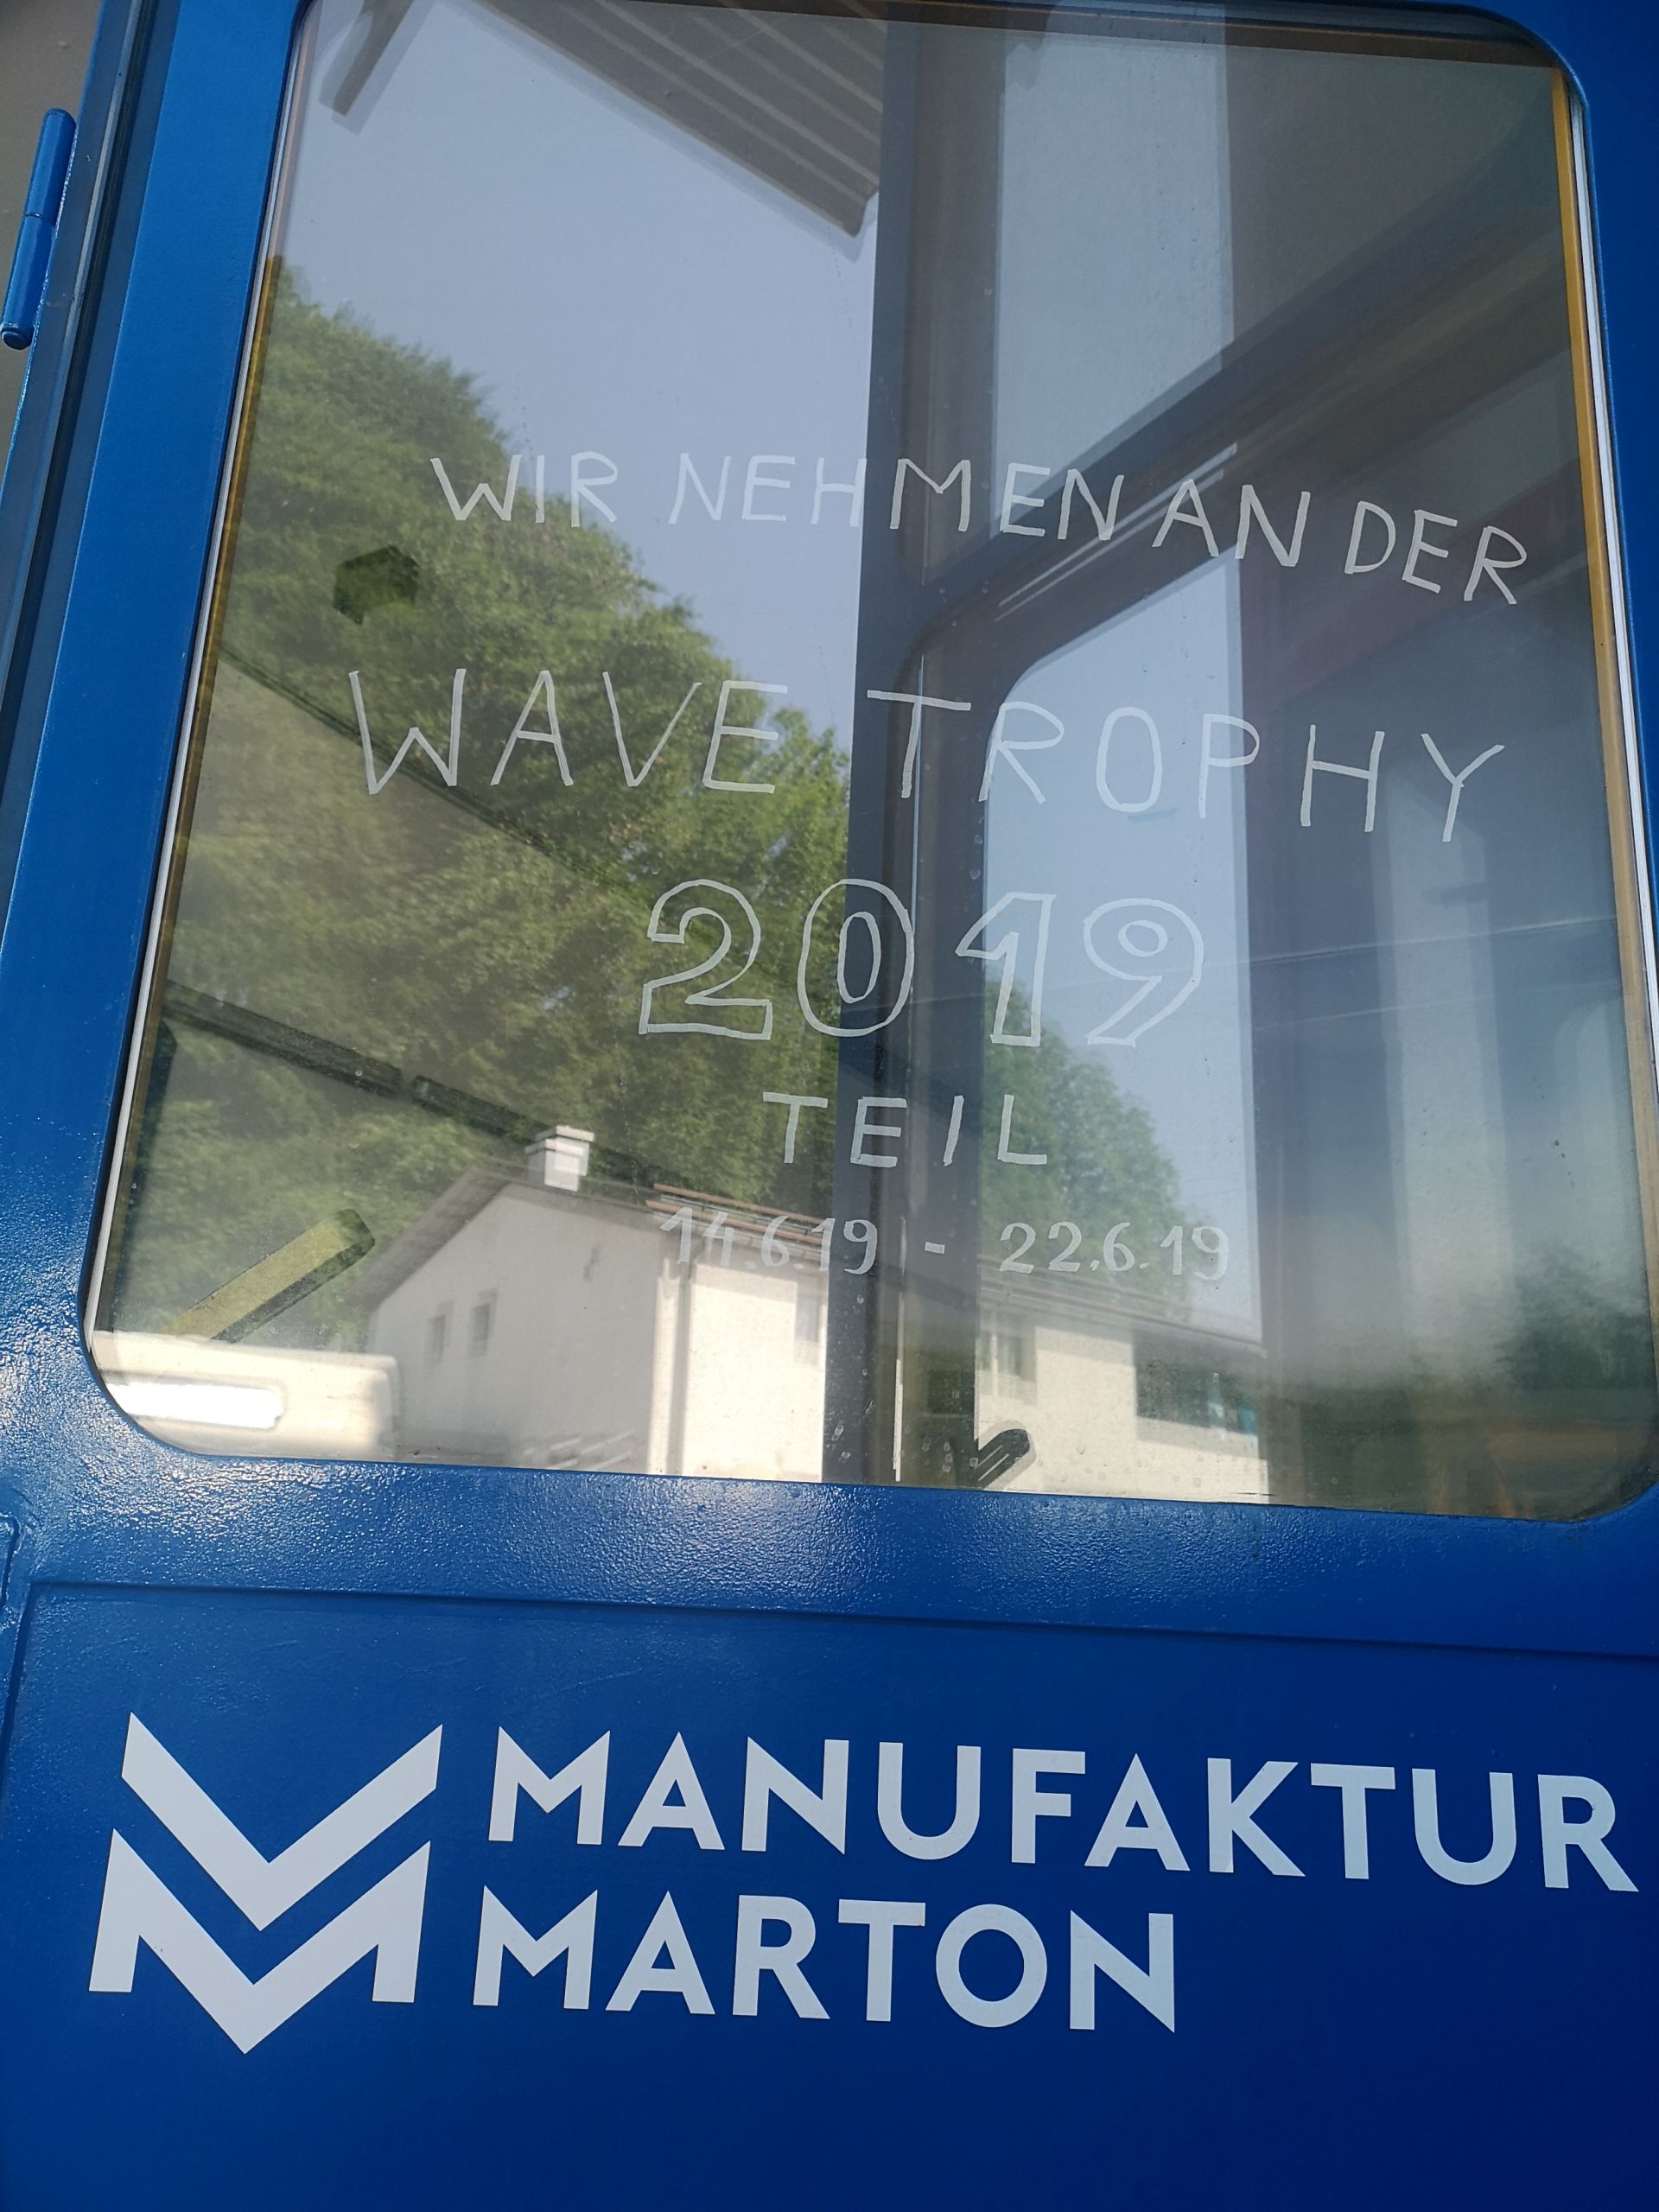 WIR NEHMEN AN DER
WAVE TROPHY
2019
TEIL
14.6.19 - 22.6.19
MANUFAKTUR
MARTON